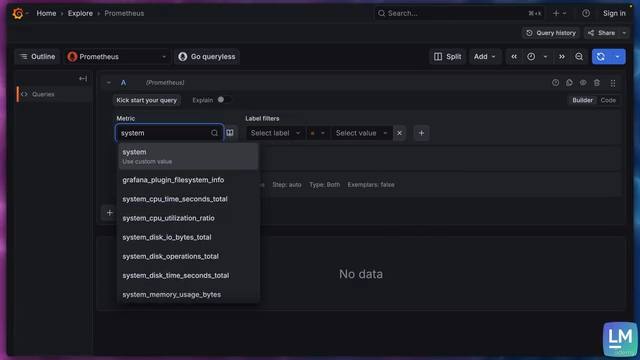 Home > Explore > Prometheus
Search...
⌘+k
Sign in
Query history
Share
Outline
Prometheus
Go queryless
Split
Add
Queries
A (Prometheus)
Kick start your query
Explain
Builder
Code
Metric
Label filters
system
Select label
=
Select value
system
Use custom value
grafana_plugin_filesystem_info
system_cpu_time_seconds_total
system_cpu_utilization_ratio
system_disk_io_bytes_total
system_disk_operations_total
system_disk_time_seconds_total
system_memory_usage_bytes
Step: auto Type: Both Exemplars: false
No data
LM